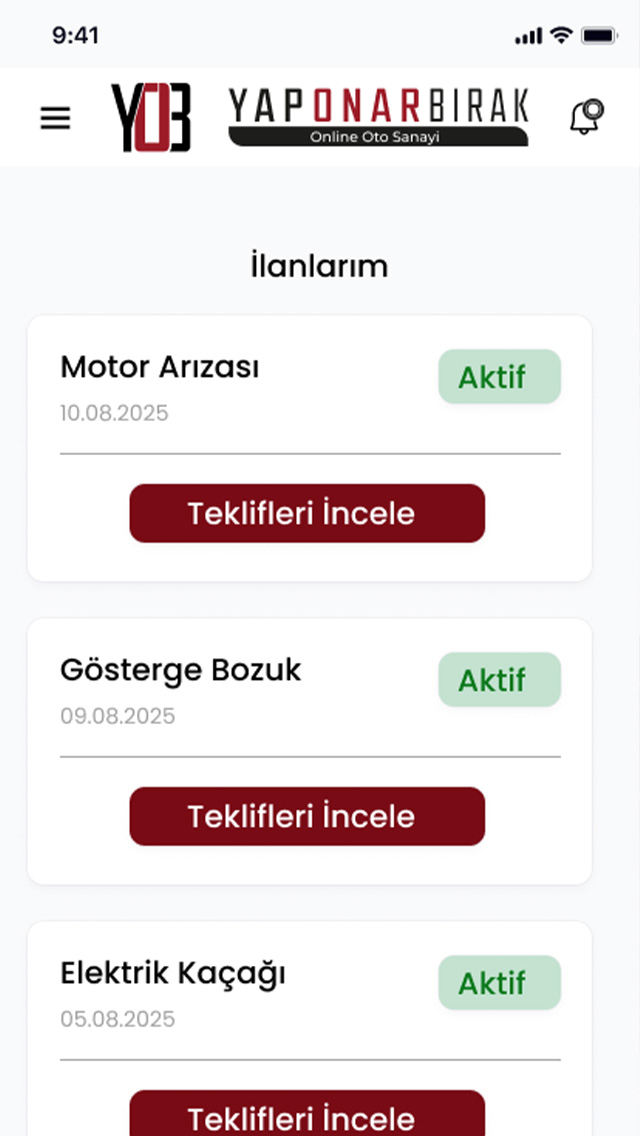 9:41
YOB
YAPONARBIRAK
Online Oto Sanayi
İlanlarım
Motor Arızası
Aktif
10.08.2025
Teklifleri İncele
Gösterge Bozuk
Aktif
09.08.2025
Teklifleri İncele
Elektrik Kaçağı
Aktif
05.08.2025
Teklifleri İncele